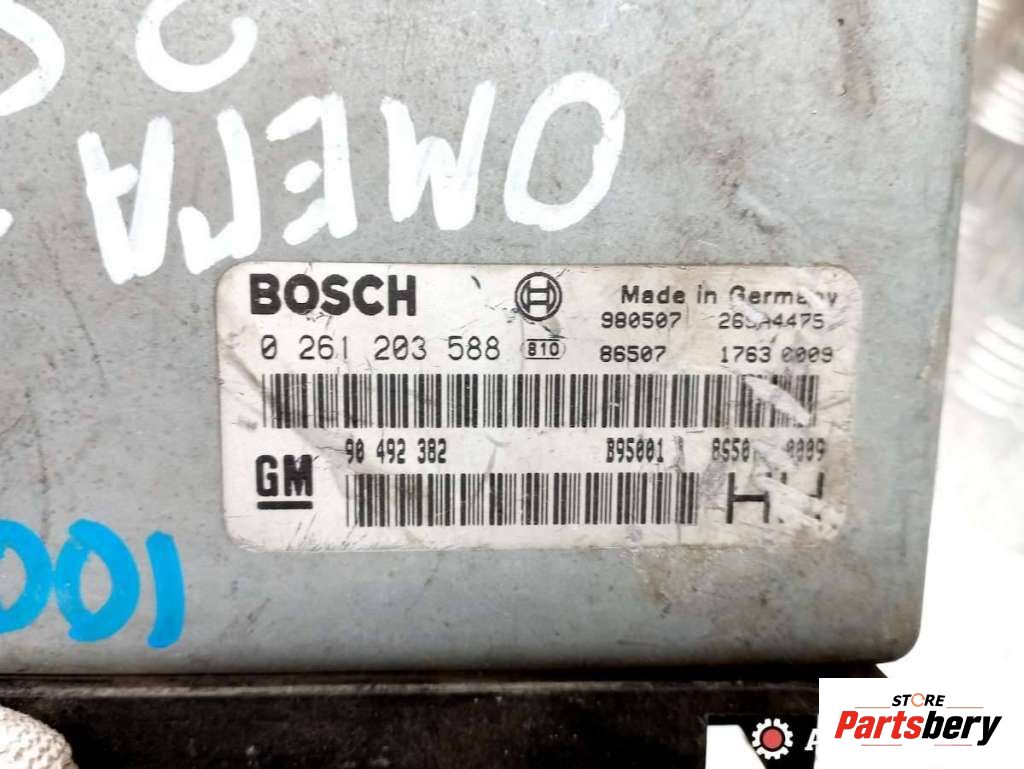 OMEGA
BOSCH Made in Germany
980507
0 261 203 588 810 86507 1763 0009
90 492 382 B95001
GM
001
STORE
Partsbery